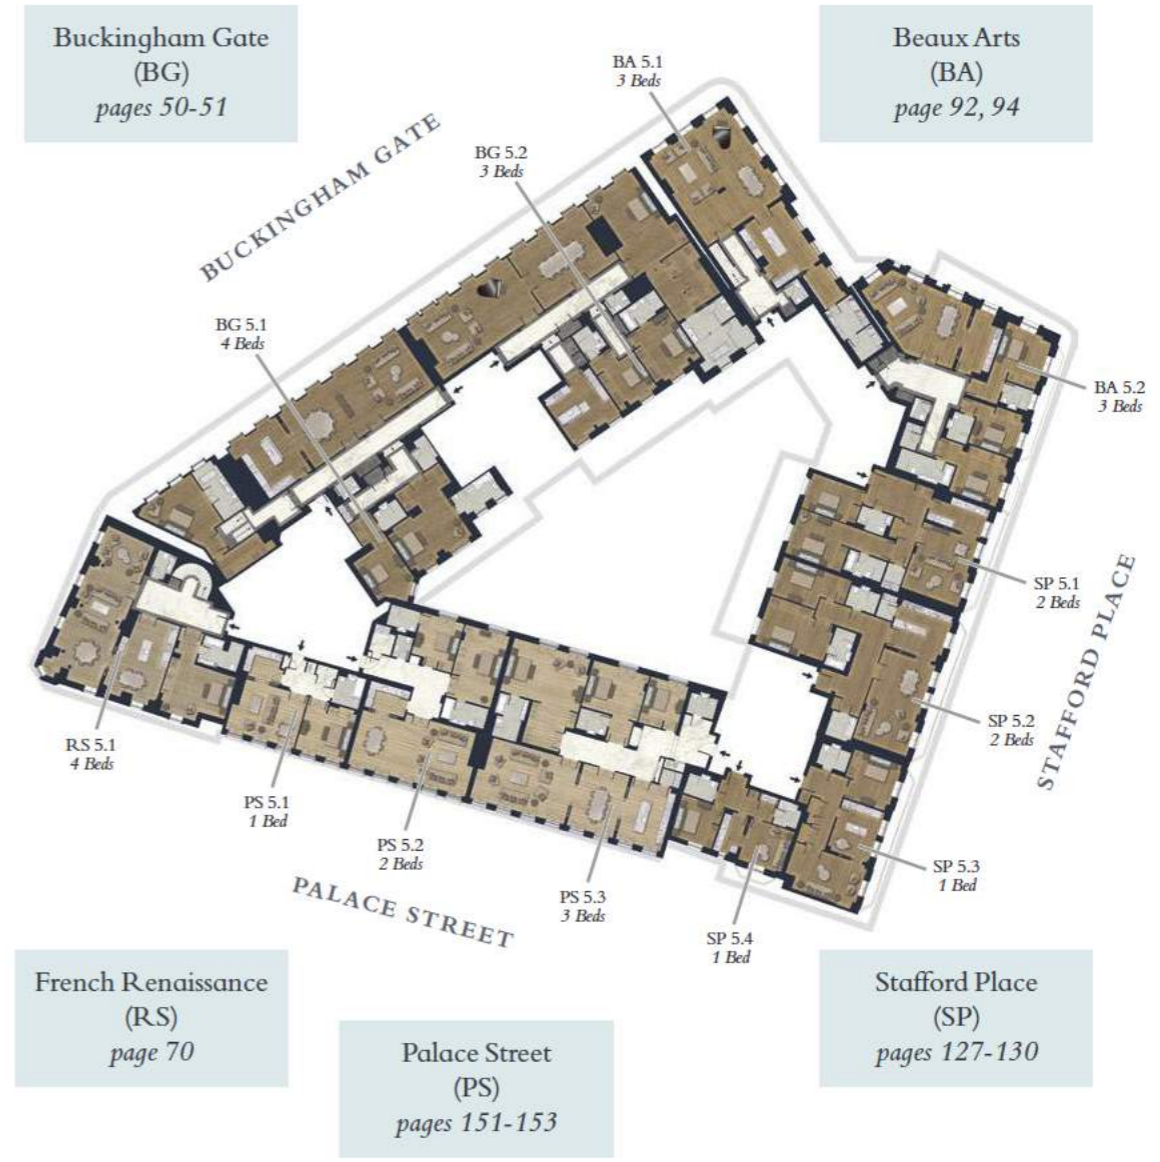 Buckingham Gate
(BG)
pages 50-51
Beaux Arts
(BA)
page 92, 94
BA 5.1
3 Beds
BUCKINGHAM GATE
BG 5.2
3 Beds
BG 5.1
4 Beds
BA 5.2
3 Beds
SP 5.1
2 Beds
STAFFORD PLACE
SP 5.2
2 Beds
RS 5.1
4 Beds
PS 5.1
1 Bed
PS 5.2
2 Beds
SP 5.3
1 Bed
PS 5.3
3 Beds
PALACE STREET
SP 5.4
1 Bed
French Renaissance
(RS)
page 70
Stafford Place
(SP)
pages 127-130
Palace Street
(PS)
pages 151-153